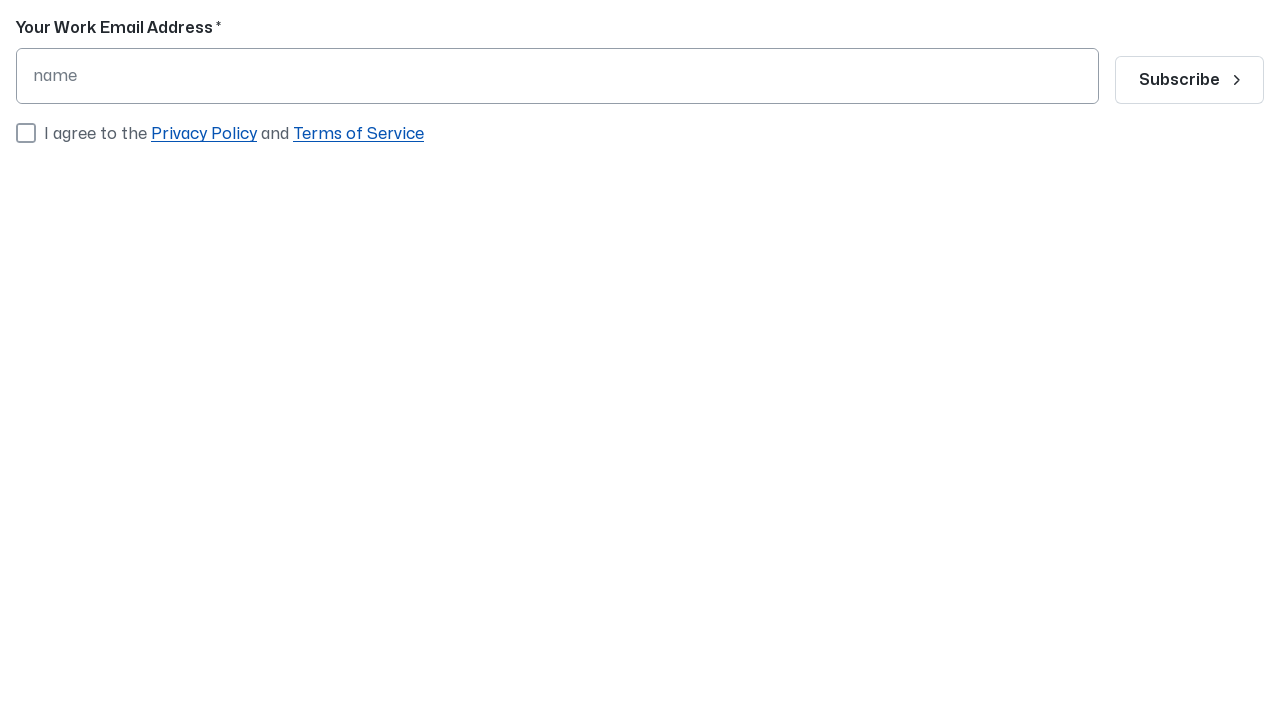 Your Work Email Address *
name
Subscribe
I agree to the Privacy Policy and Terms of Service